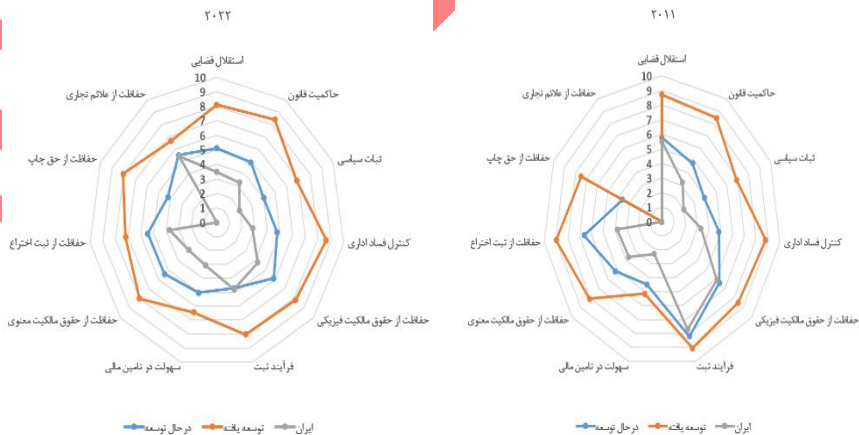 ۲۰۲۲
استقلال قضایی
حاکمیت قانون
ثبات سیاسی
کنترل فساد اداری
حفاظت از حقوق مالکیت فیزیکی
فرآیند ثبت
سهولت در تامین مالی
حفاظت از حقوق مالکیت معنوی
حفاظت از ثبت اختراع
حفاظت از حق چاپ
حفاظت از علائم تجاری
10
9
8
7
6
5
4
3
2
1
0
در حال توسعه
توسعه یافته
ایران
۲۰۱۱
استقلال قضایی
حاکمیت قانون
ثبات سیاسی
کنترل فساد اداری
حفاظت از حقوق مالکیت فیزیکی
فرآیند ثبت
سهولت در تامین مالی
حفاظت از حقوق مالکیت معنوی
حفاظت از ثبت اختراع
حفاظت از حق چاپ
حفاظت از علائم تجاری
10
9
8
7
6
5
4
3
2
1
0
در حال توسعه
توسعه یافته
ایران